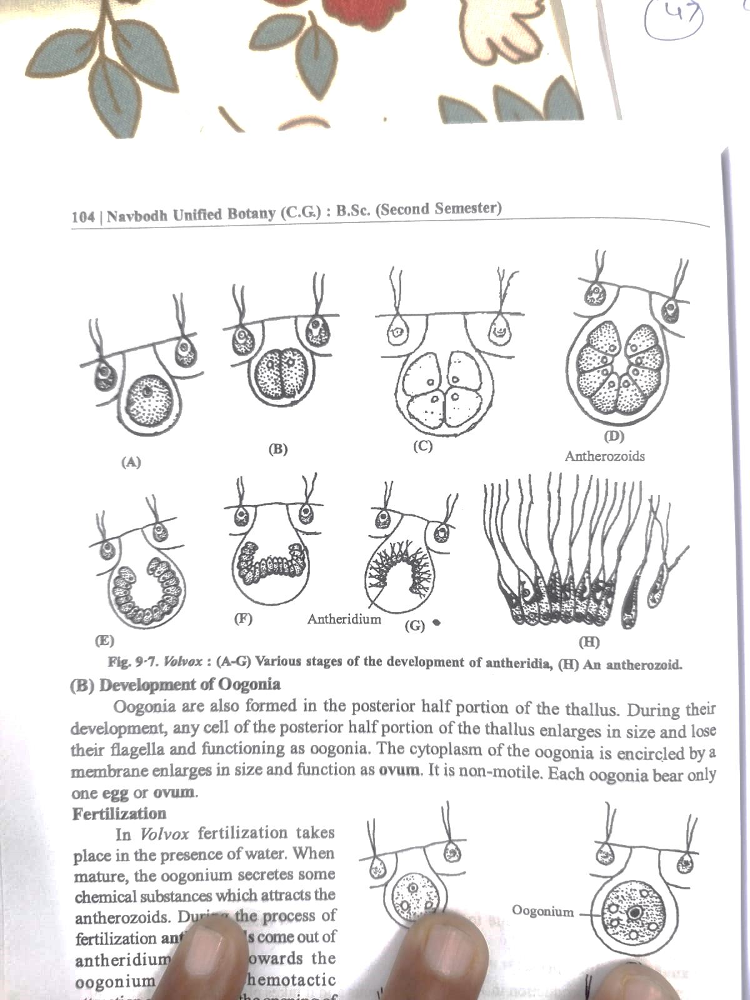 47
104 | Navbodh Unified Botany (C.G.) : B.Sc. (Second Semester)
(A)
(B)
(C)
(D)
Antherozoids
(E)
(F)
Antheridium
(G)
(H)
Fig. 9·7. Volvox : (A-G) Various stages of the development of antheridia, (H) An antherozoid.
(B) Development of Oogonia
Oogonia are also formed in the posterior half portion of the thallus. During their
development, any cell of the posterior half portion of the thallus enlarges in size and lose
their flagella and functioning as oogonia. The cytoplasm of the oogonia is encircled by a
membrane enlarges in size and function as ovum. It is non-motile. Each oogonia bear only
one egg or ovum.
Fertilization
In Volvox fertilization takes
place in the presence of water. When
mature, the oogonium secretes some
chemical substances which attracts the
antherozoids. During the process of
fertilization come out of
antheridium
oogonium
Oogonium